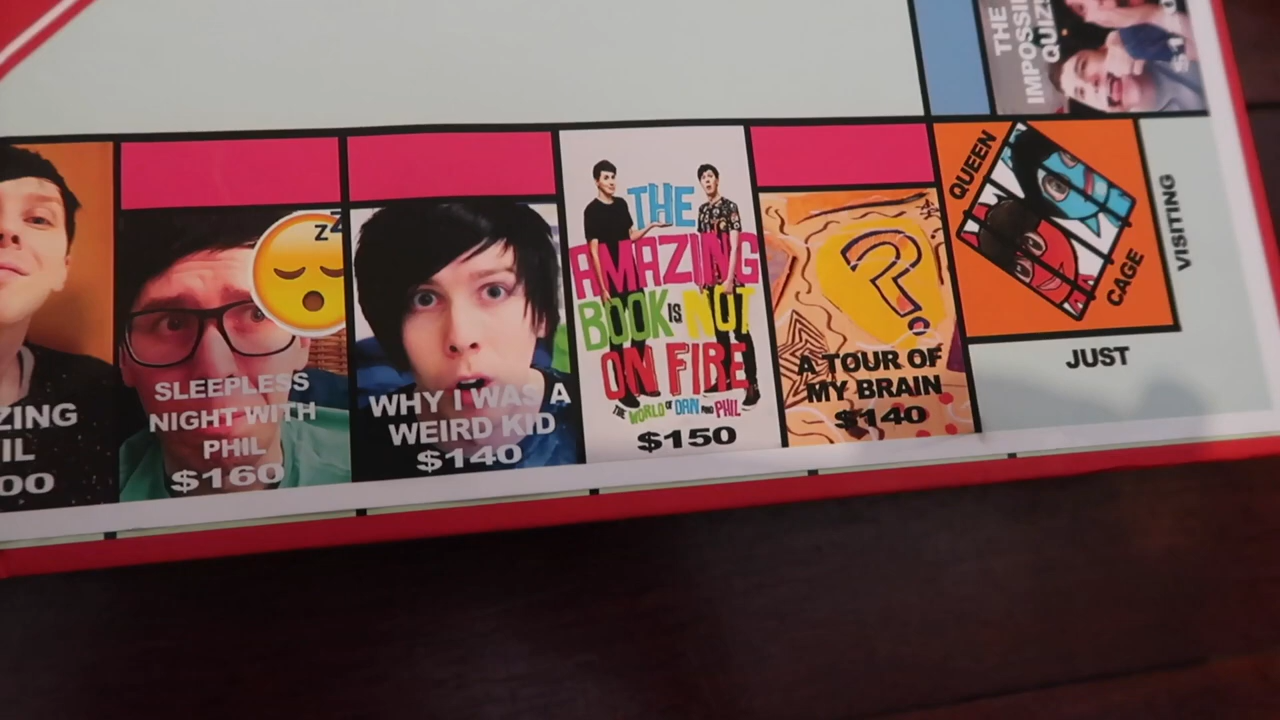 THE
IMPOSSI
QUIZ
ZING
IL
00
SLEEPLESS
NIGHT WITH
PHIL
$160
WHY I WAS A
WEIRD KID
$140
THE
AMAZING
BOOK IS NOT
ON FIRE
THE WORLD OF DAN AND PHIL
$150
?
A TOUR OF
MY BRAIN
$140
QUEEN
CAGE
VISITING
JUST
zZ